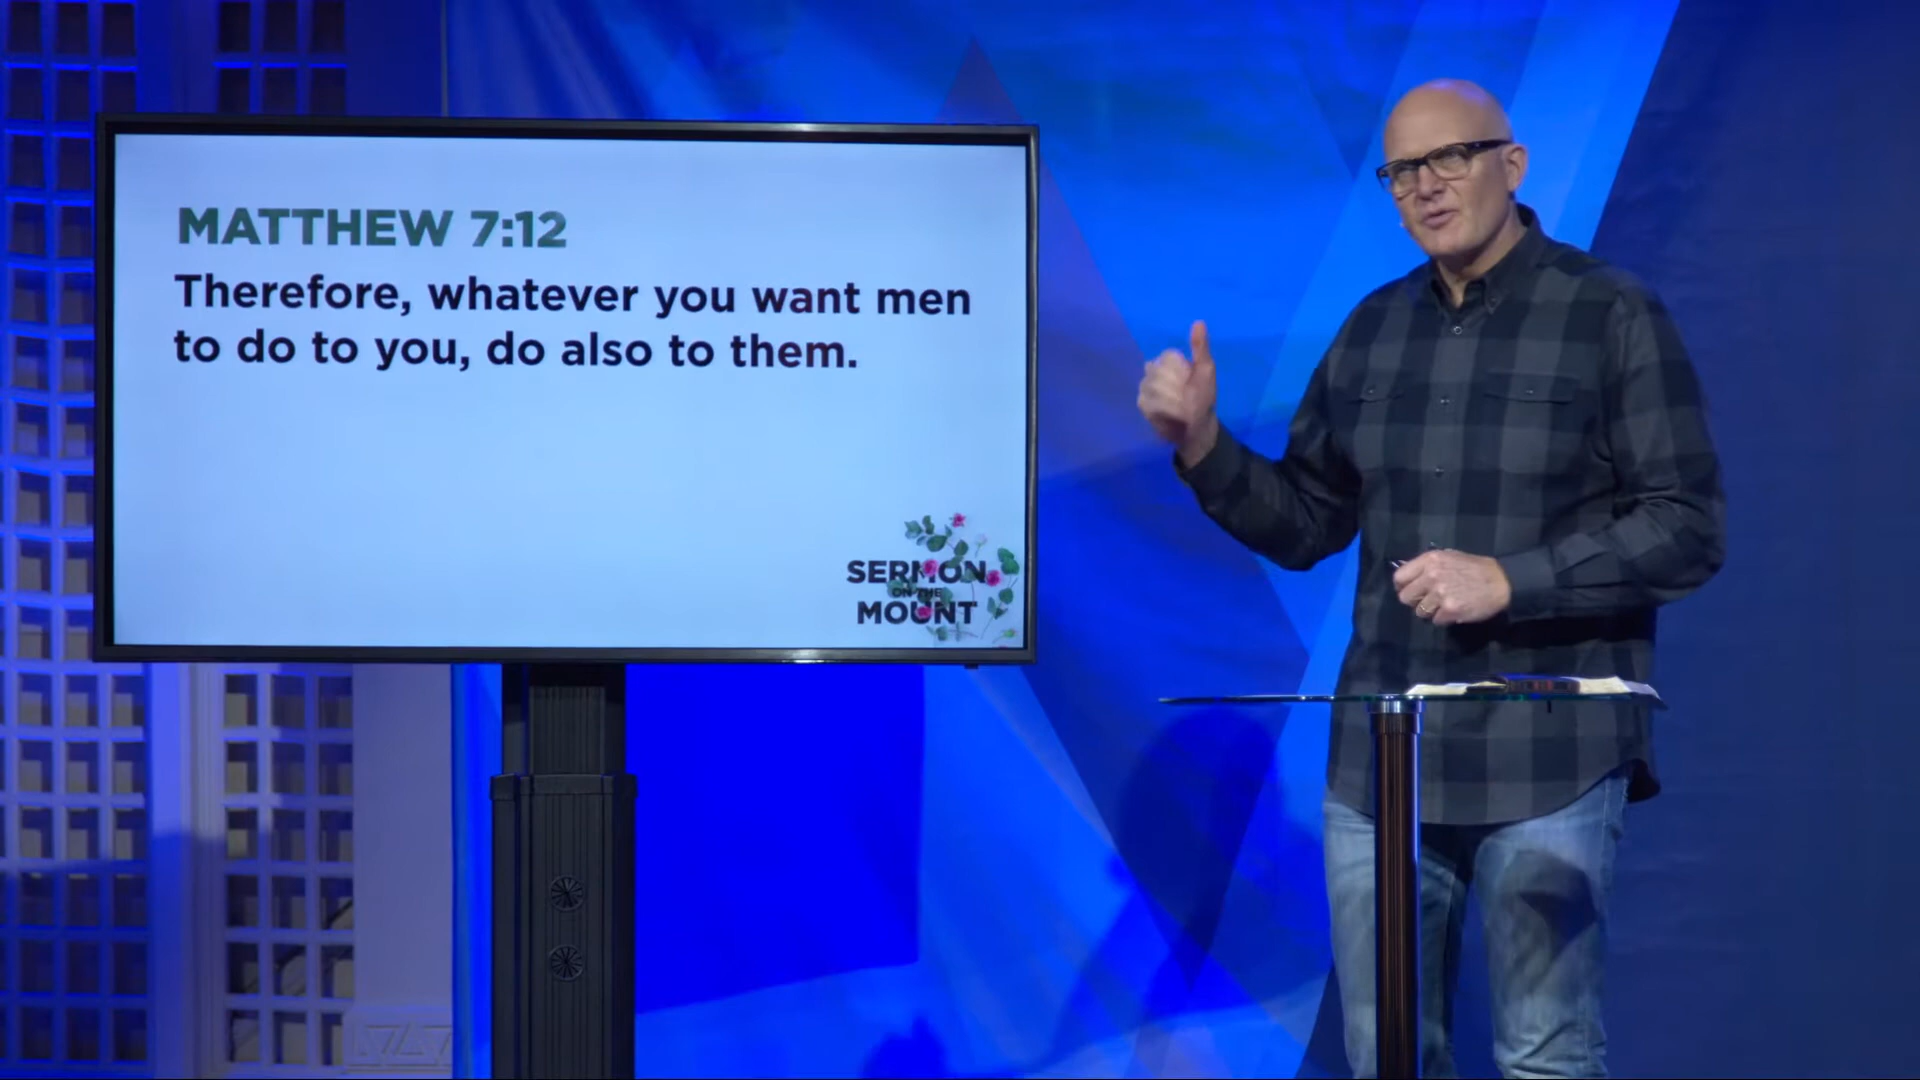 MATTHEW 7:12
Therefore, whatever you want men
to do to you, do also to them.
SERMON
ON THE
MOUNT